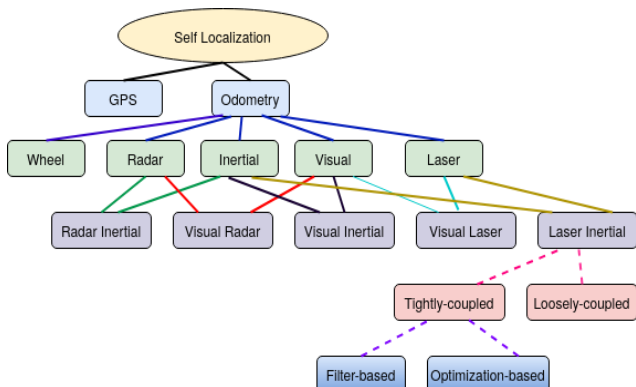 Self Localization
GPS
Odometry
Wheel
Radar
Inertial
Visual
Laser
Radar Inertial
Visual Radar
Visual Inertial
Visual Laser
Laser Inertial
Tightly-coupled
Loosely-coupled
Filter-based
Optimization-based